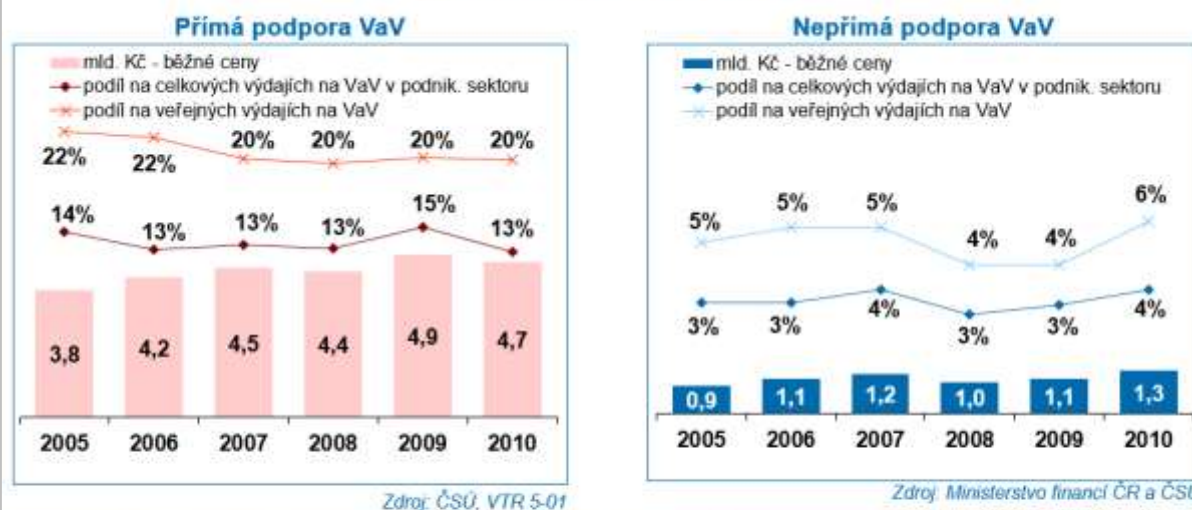 Přímá podpora VaV
mld. Kč - běžné ceny
podíl na celkových výdajích na VaV v podnik. sektoru
podíl na veřejných výdajích na VaV
22% 22% 20% 20% 20% 20%
14% 13% 13% 13% 15% 13%
3,8 4,2 4,5 4,4 4,9 4,7
2005 2006 2007 2008 2009 2010
Zdroj: ČSÚ, VTR 5-01
Nepřímá podpora VaV
mld. Kč - běžné ceny
podíl na celkových výdajích na VaV v podnik. sektoru
podíl na veřejných výdajích na VaV
5% 5% 5% 4% 4% 6%
3% 3% 4% 3% 3% 4%
0,9 1,1 1,2 1,0 1,1 1,3
2005 2006 2007 2008 2009 2010
Zdroj: Ministerstvo financí ČR a ČSÚ